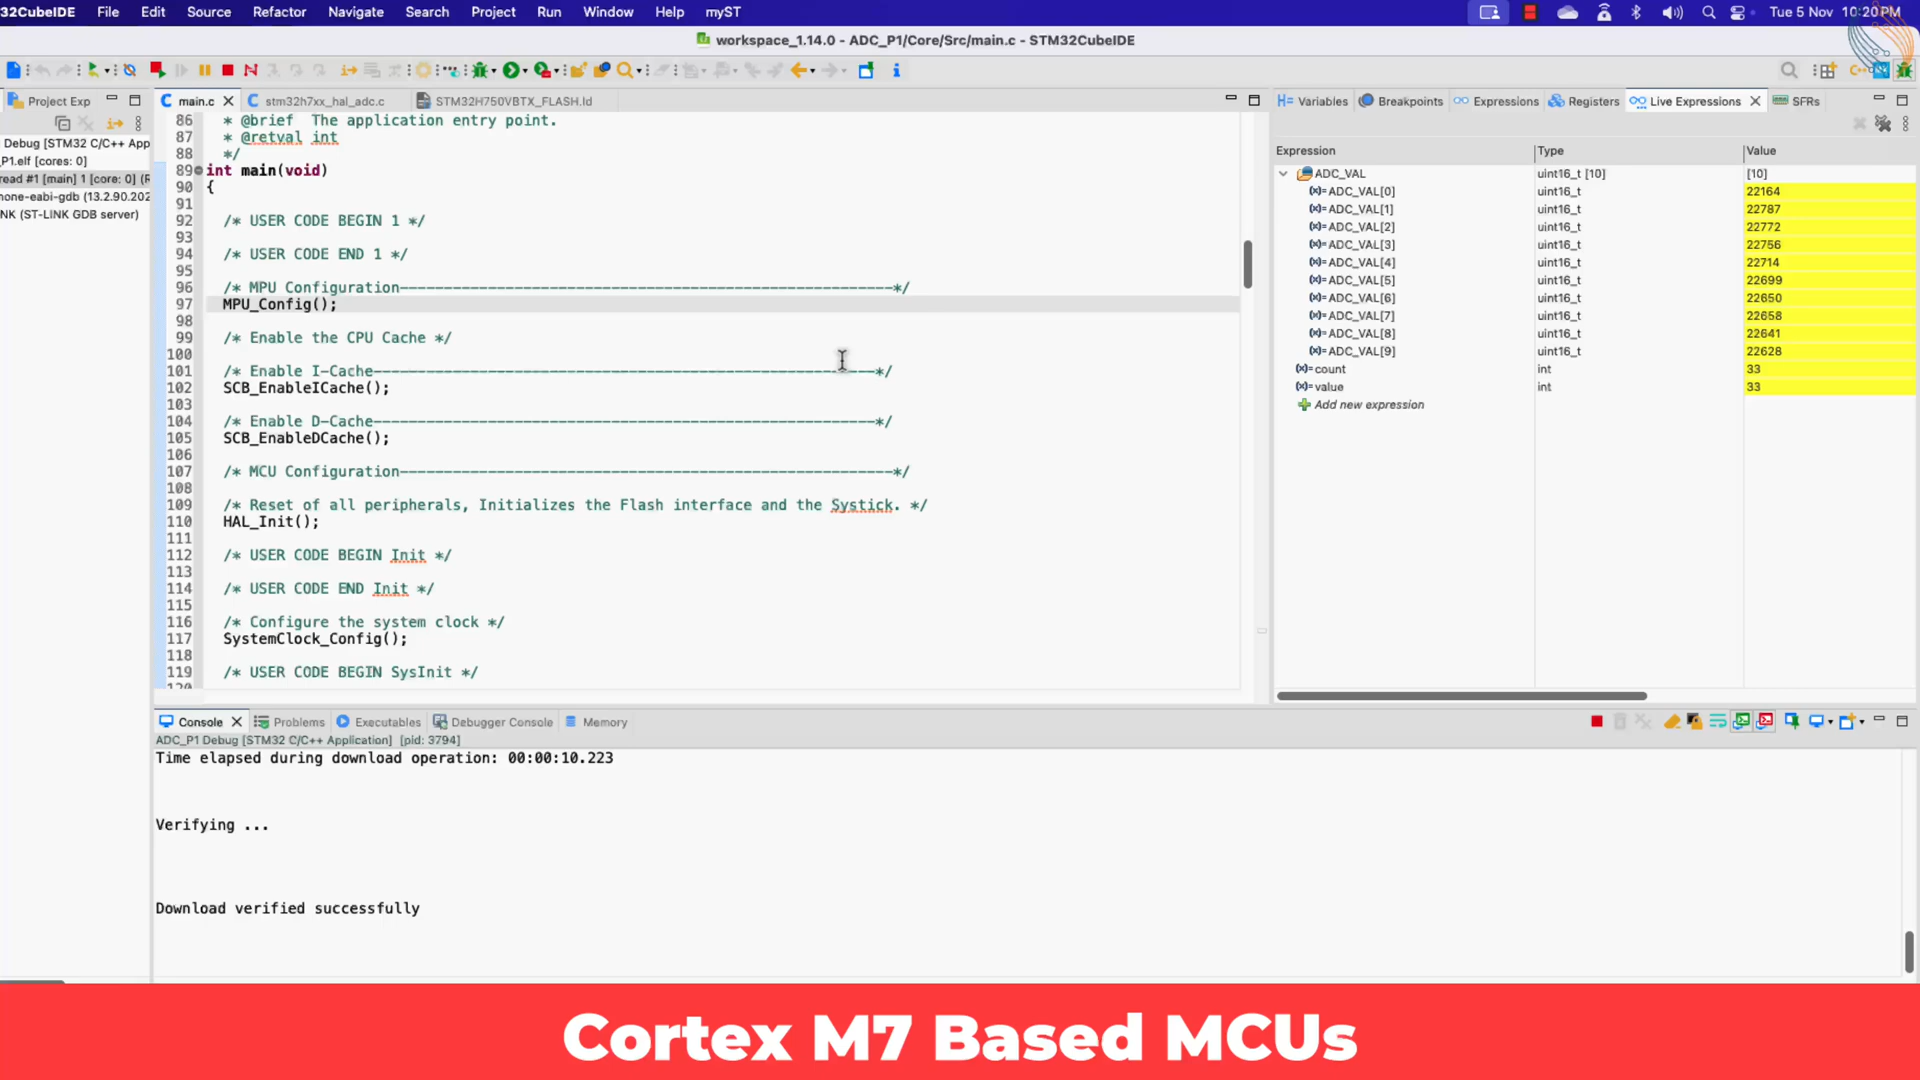 32CubeIDE File Edit Source Refactor Navigate Search Project Run Window Help myST Tue 5 Nov 10:20PM
workspace_1.14.0 - ADC_P1/Core/Src/main.c - STM32CubeIDE
Project Exp
main.c stm32h7xx_hal_adc.c STM32H750VBTX_FLASH.ld
Variables Breakpoints Expressions Registers Live Expressions SFRs
Debug [STM32 C/C++ App
_P1.elf [cores: 0]
read #1 [main] 1 [core: 0] (R
none-eabi-gdb (13.2.90.202
NK (ST-LINK GDB server)
86 * @brief The application entry point.
87 * @retval int
88 */
89 int main(void)
90 {
91
92 /* USER CODE BEGIN 1 */
93
94 /* USER CODE END 1 */
95
96 /* MPU Configuration--------------------------------------------------------*/
97 MPU_Config();
98
99 /* Enable the CPU Cache */
100
101 /* Enable I-Cache---------------------------------------------------------*/
102 SCB_EnableICache();
103
104 /* Enable D-Cache---------------------------------------------------------*/
105 SCB_EnableDCache();
106
107 /* MCU Configuration--------------------------------------------------------*/
108
109 /* Reset of all peripherals, Initializes the Flash interface and the Systick. */
110 HAL_Init();
111
112 /* USER CODE BEGIN Init */
113
114 /* USER CODE END Init */
115
116 /* Configure the system clock */
117 SystemClock_Config();
118
119 /* USER CODE BEGIN SysInit */
120
Expression Type Value
ADC_VAL uint16_t [10] [10]
(x)= ADC_VAL[0] uint16_t 22164
(x)= ADC_VAL[1] uint16_t 22787
(x)= ADC_VAL[2] uint16_t 22772
(x)= ADC_VAL[3] uint16_t 22756
(x)= ADC_VAL[4] uint16_t 22714
(x)= ADC_VAL[5] uint16_t 22699
(x)= ADC_VAL[6] uint16_t 22650
(x)= ADC_VAL[7] uint16_t 22658
(x)= ADC_VAL[8] uint16_t 22641
(x)= ADC_VAL[9] uint16_t 22628
(x)= count int 33
(x)= value int 33
Add new expression
Console Problems Executables Debugger Console Memory
ADC_P1 Debug [STM32 C/C++ Application] [pid: 3794]
Time elapsed during download operation: 00:00:10.223
Verifying ...
Download verified successfully
Cortex M7 Based MCUs